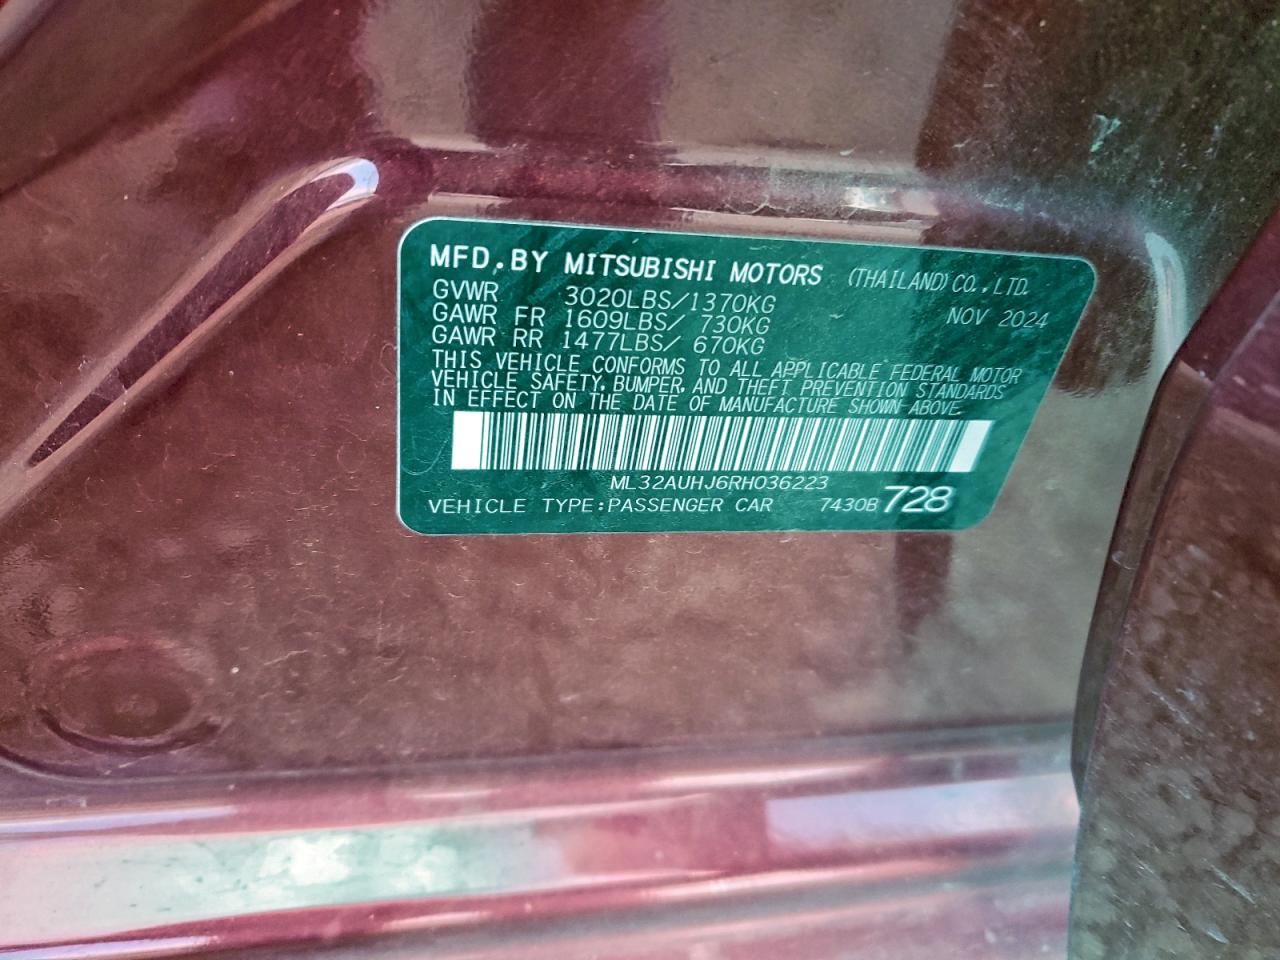 MFD.BY MITSUBISHI MOTORS (THAILAND)CO.,LTD.
GVWR 3020LBS/1370KG NOV 2024
GAWR FR 1609LBS/ 730KG
GAWR RR 1477LBS/ 670KG
THIS VEHICLE CONFORMS TO ALL APPLICABLE FEDERAL MOTOR
VEHICLE SAFETY, BUMPER, AND THEFT PREVENTION STANDARDS
IN EFFECT ON THE DATE OF MANUFACTURE SHOWN ABOVE.
ML32AUHJ6RH036223
VEHICLE TYPE:PASSENGER CAR 7430B728